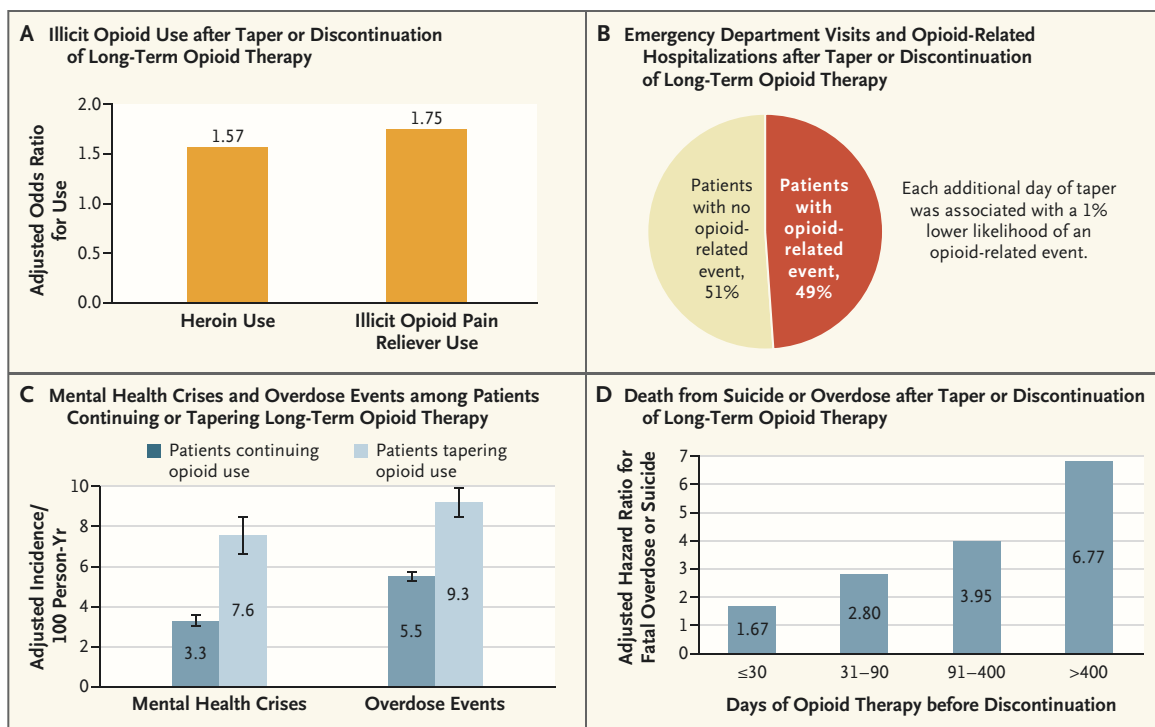 A Illicit Opioid Use after Taper or Discontinuation
of Long-Term Opioid Therapy
Adjusted Odds Ratio
for Use
2.0
1.5
1.0
0.5
0.0
1.57
1.75
Heroin Use
Illicit Opioid Pain
Reliever Use
B Emergency Department Visits and Opioid-Related
Hospitalizations after Taper or Discontinuation
of Long-Term Opioid Therapy
Patients
with no
opioid-
related
event,
51%
Patients
with
opioid-
related
event,
49%
Each additional day of taper
was associated with a 1%
lower likelihood of an
opioid-related event.
C Mental Health Crises and Overdose Events among Patients
Continuing or Tapering Long-Term Opioid Therapy
Patients continuing
opioid use
Patients tapering
opioid use
Adjusted Incidence/
100 Person-Yr
10
8
6
4
2
0
3.3
7.6
5.5
9.3
Mental Health Crises
Overdose Events
D Death from Suicide or Overdose after Taper or Discontinuation
of Long-Term Opioid Therapy
Adjusted Hazard Ratio for
Fatal Overdose or Suicide
7
6
5
4
3
2
1
0
1.67
2.80
3.95
6.77
≤30
31–90
91–400
>400
Days of Opioid Therapy before Discontinuation